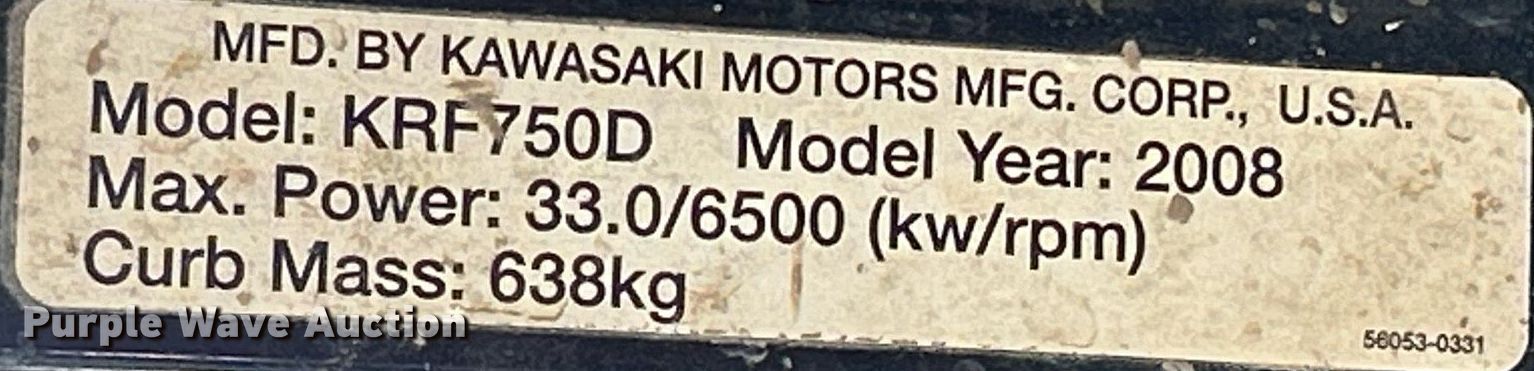 MFD. BY KAWASAKI MOTORS MFG. CORP., U.S.A.
Model: KRF750D Model Year: 2008
Max. Power: 33.0/6500 (kw/rpm)
Curb Mass: 638kg
Purple Wave Auction
56053-0331